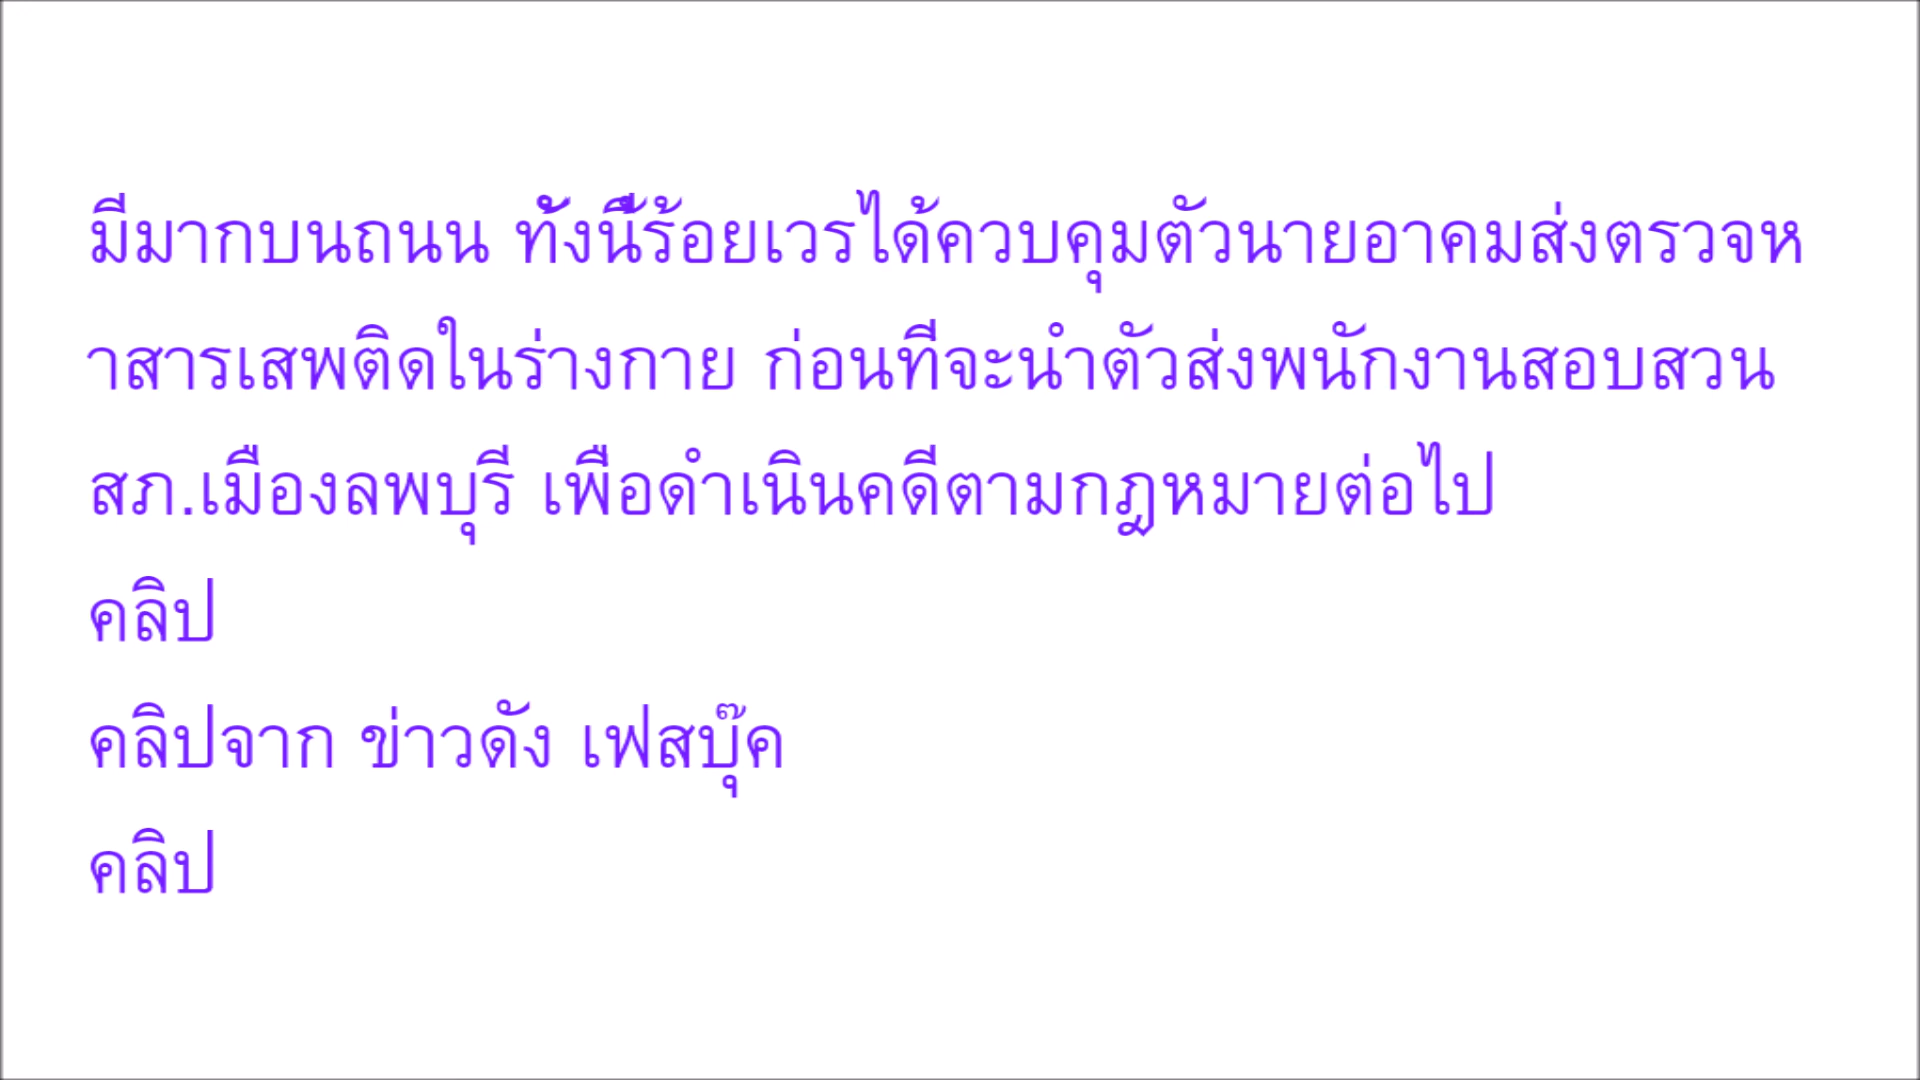 มีมากบนถนน ทั้งนี้ร้อยเวรได้ควบคุมตัวนายอาคมส่งตรวจห
าสารเสพติดในร่างกาย ก่อนที่จะนำตัวส่งพนักงานสอบสวน
สภ.เมืองลพบุรี เพื่อดำเนินคดีตามกฎหมายต่อไป
คลิป
คลิปจาก ข่าวดัง เฟสบุ๊ค
คลิป